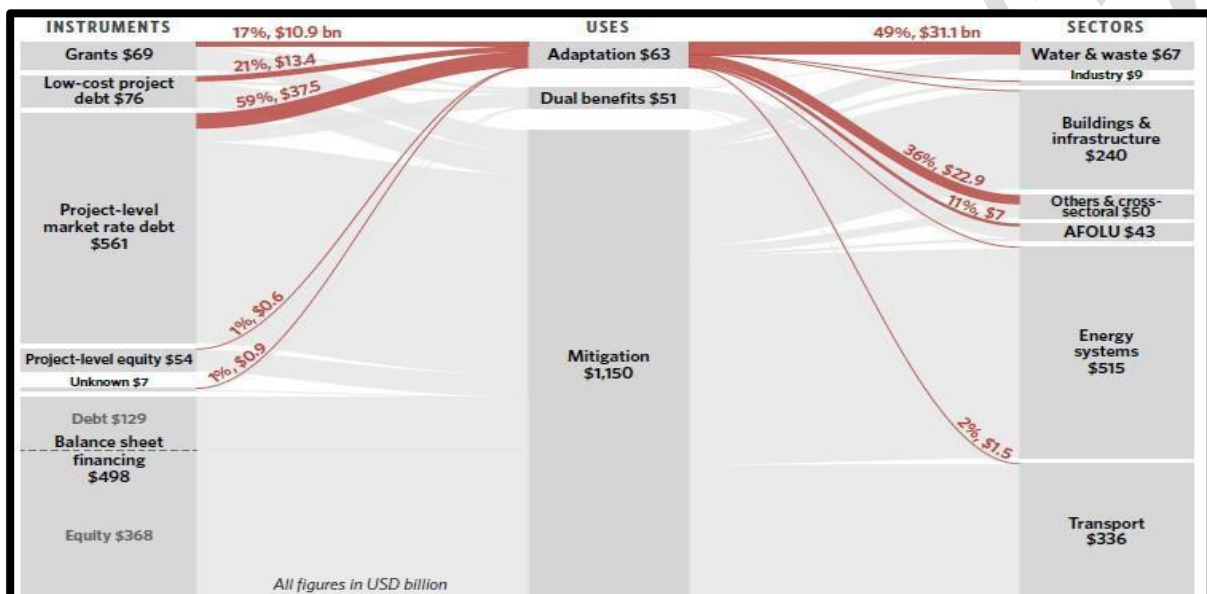 INSTRUMENTS
17%, $10.9 bn
USES
49%, $31.1 bn
SECTORS
Grants $69
21%, $13.4
Adaptation $63
Water & waste $67
Industry $9
Low-cost project
debt $76
59%, $37.5
Dual benefits $51
Buildings &
infrastructure
$240
36%, $22.9
Project-level
market rate debt
$561
11%, $7
Others & cross-
sectoral $50
AFOLU $43
1%, $0.6
Project-level equity $54
1%, $0.9
Unknown $7
Mitigation
$1,150
Energy
systems
$515
2%, $1.5
Debt $129
Balance sheet
financing
$498
Equity $368
Transport
$336
All figures in USD billion